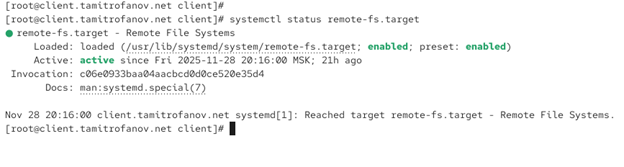 [root@client.tamitrofanov.net client]#
[root@client.tamitrofanov.net client]# systemctl status remote-fs.target
● remote-fs.target - Remote File Systems
Loaded: loaded (/usr/lib/systemd/system/remote-fs.target; enabled; preset: enabled)
Active: active since Fri 2025-11-28 20:16:00 MSK; 21h ago
Invocation: c06e0933baa04aacbcd0d0ce520e35d4
Docs: man:systemd.special(7)
Nov 28 20:16:00 client.tamitrofanov.net systemd[1]: Reached target remote-fs.target - Remote File Systems.
[root@client.tamitrofanov.net client]#